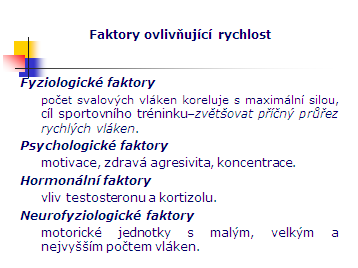 Faktory ovlivňující rychlost
Fyziologické faktory
počet svalových vláken koreluje s maximální silou,
cíl sportovního tréninku–zvětšovat příčný průřez
rychlých vláken.
Psychologické faktory
motivace, zdravá agresivita, koncentrace.
Hormonální faktory
vliv testosteronu a kortizolu.
Neurofyziologické faktory
motorické jednotky s malým, velkým a
nejvyšším počtem vláken.